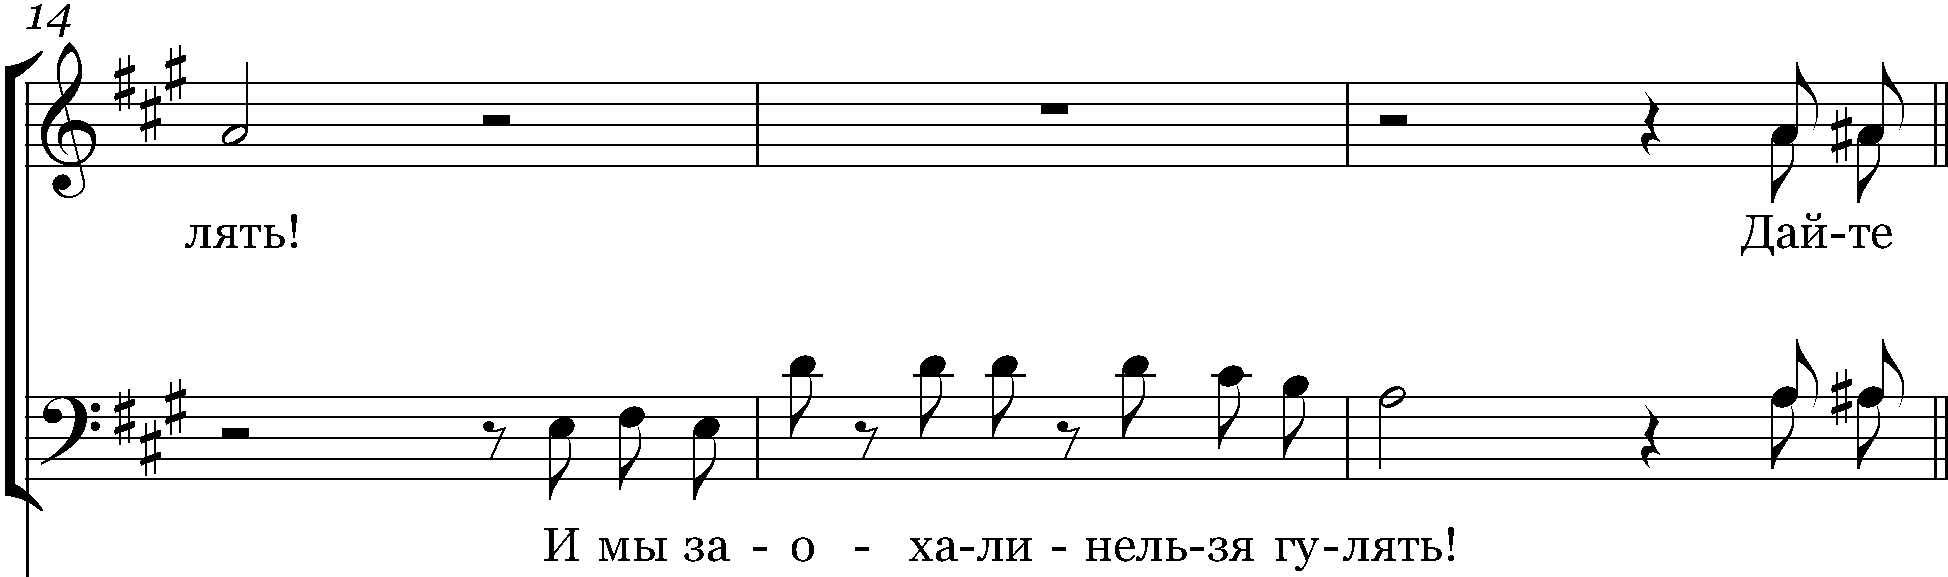 14
лять! Дай-те
И мы за - о - ха-ли - нель-зя гу-лять!